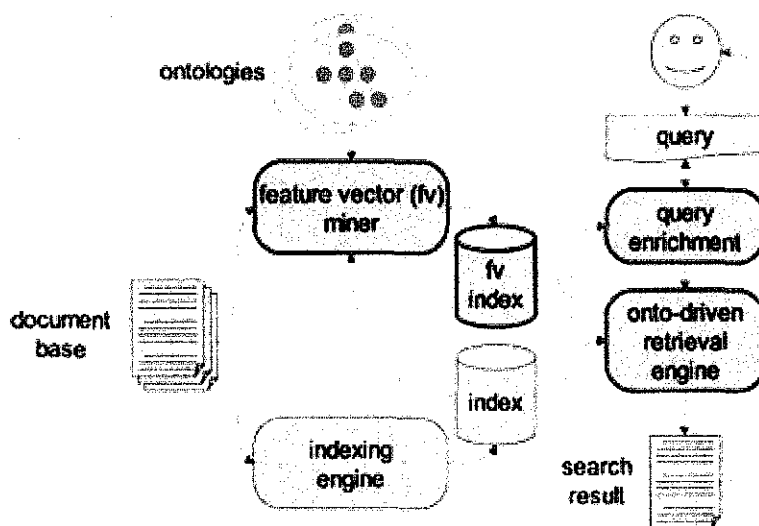 ontologies
query
feature vector (fv)
miner
query
enrichment
fv
index
document
base
onto-driven
retrieval
engine
index
indexing
engine
search
result